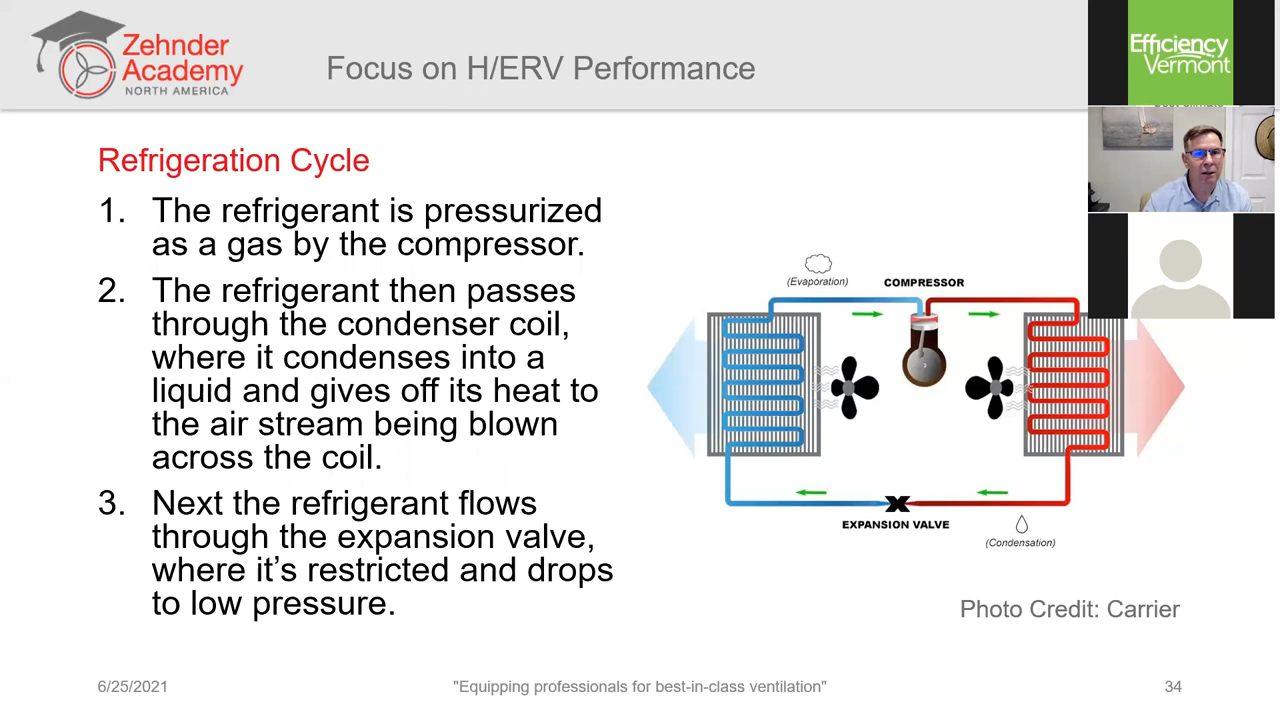 Zehnder
Academy
NORTH AMERICA
Focus on H/ERV Performance
Efficiency
Vermont
Refrigeration Cycle
1. The refrigerant is pressurized
as a gas by the compressor.
2. The refrigerant then passes
through the condenser coil,
where it condenses into a
liquid and gives off its heat to
the air stream being blown
across the coil.
3. Next the refrigerant flows
through the expansion valve,
where it’s restricted and drops
to low pressure.
(Evaporation)
COMPRESSOR
EXPANSION VALVE
(Condensation)
Photo Credit: Carrier
6/25/2021
"Equipping professionals for best-in-class ventilation"
34